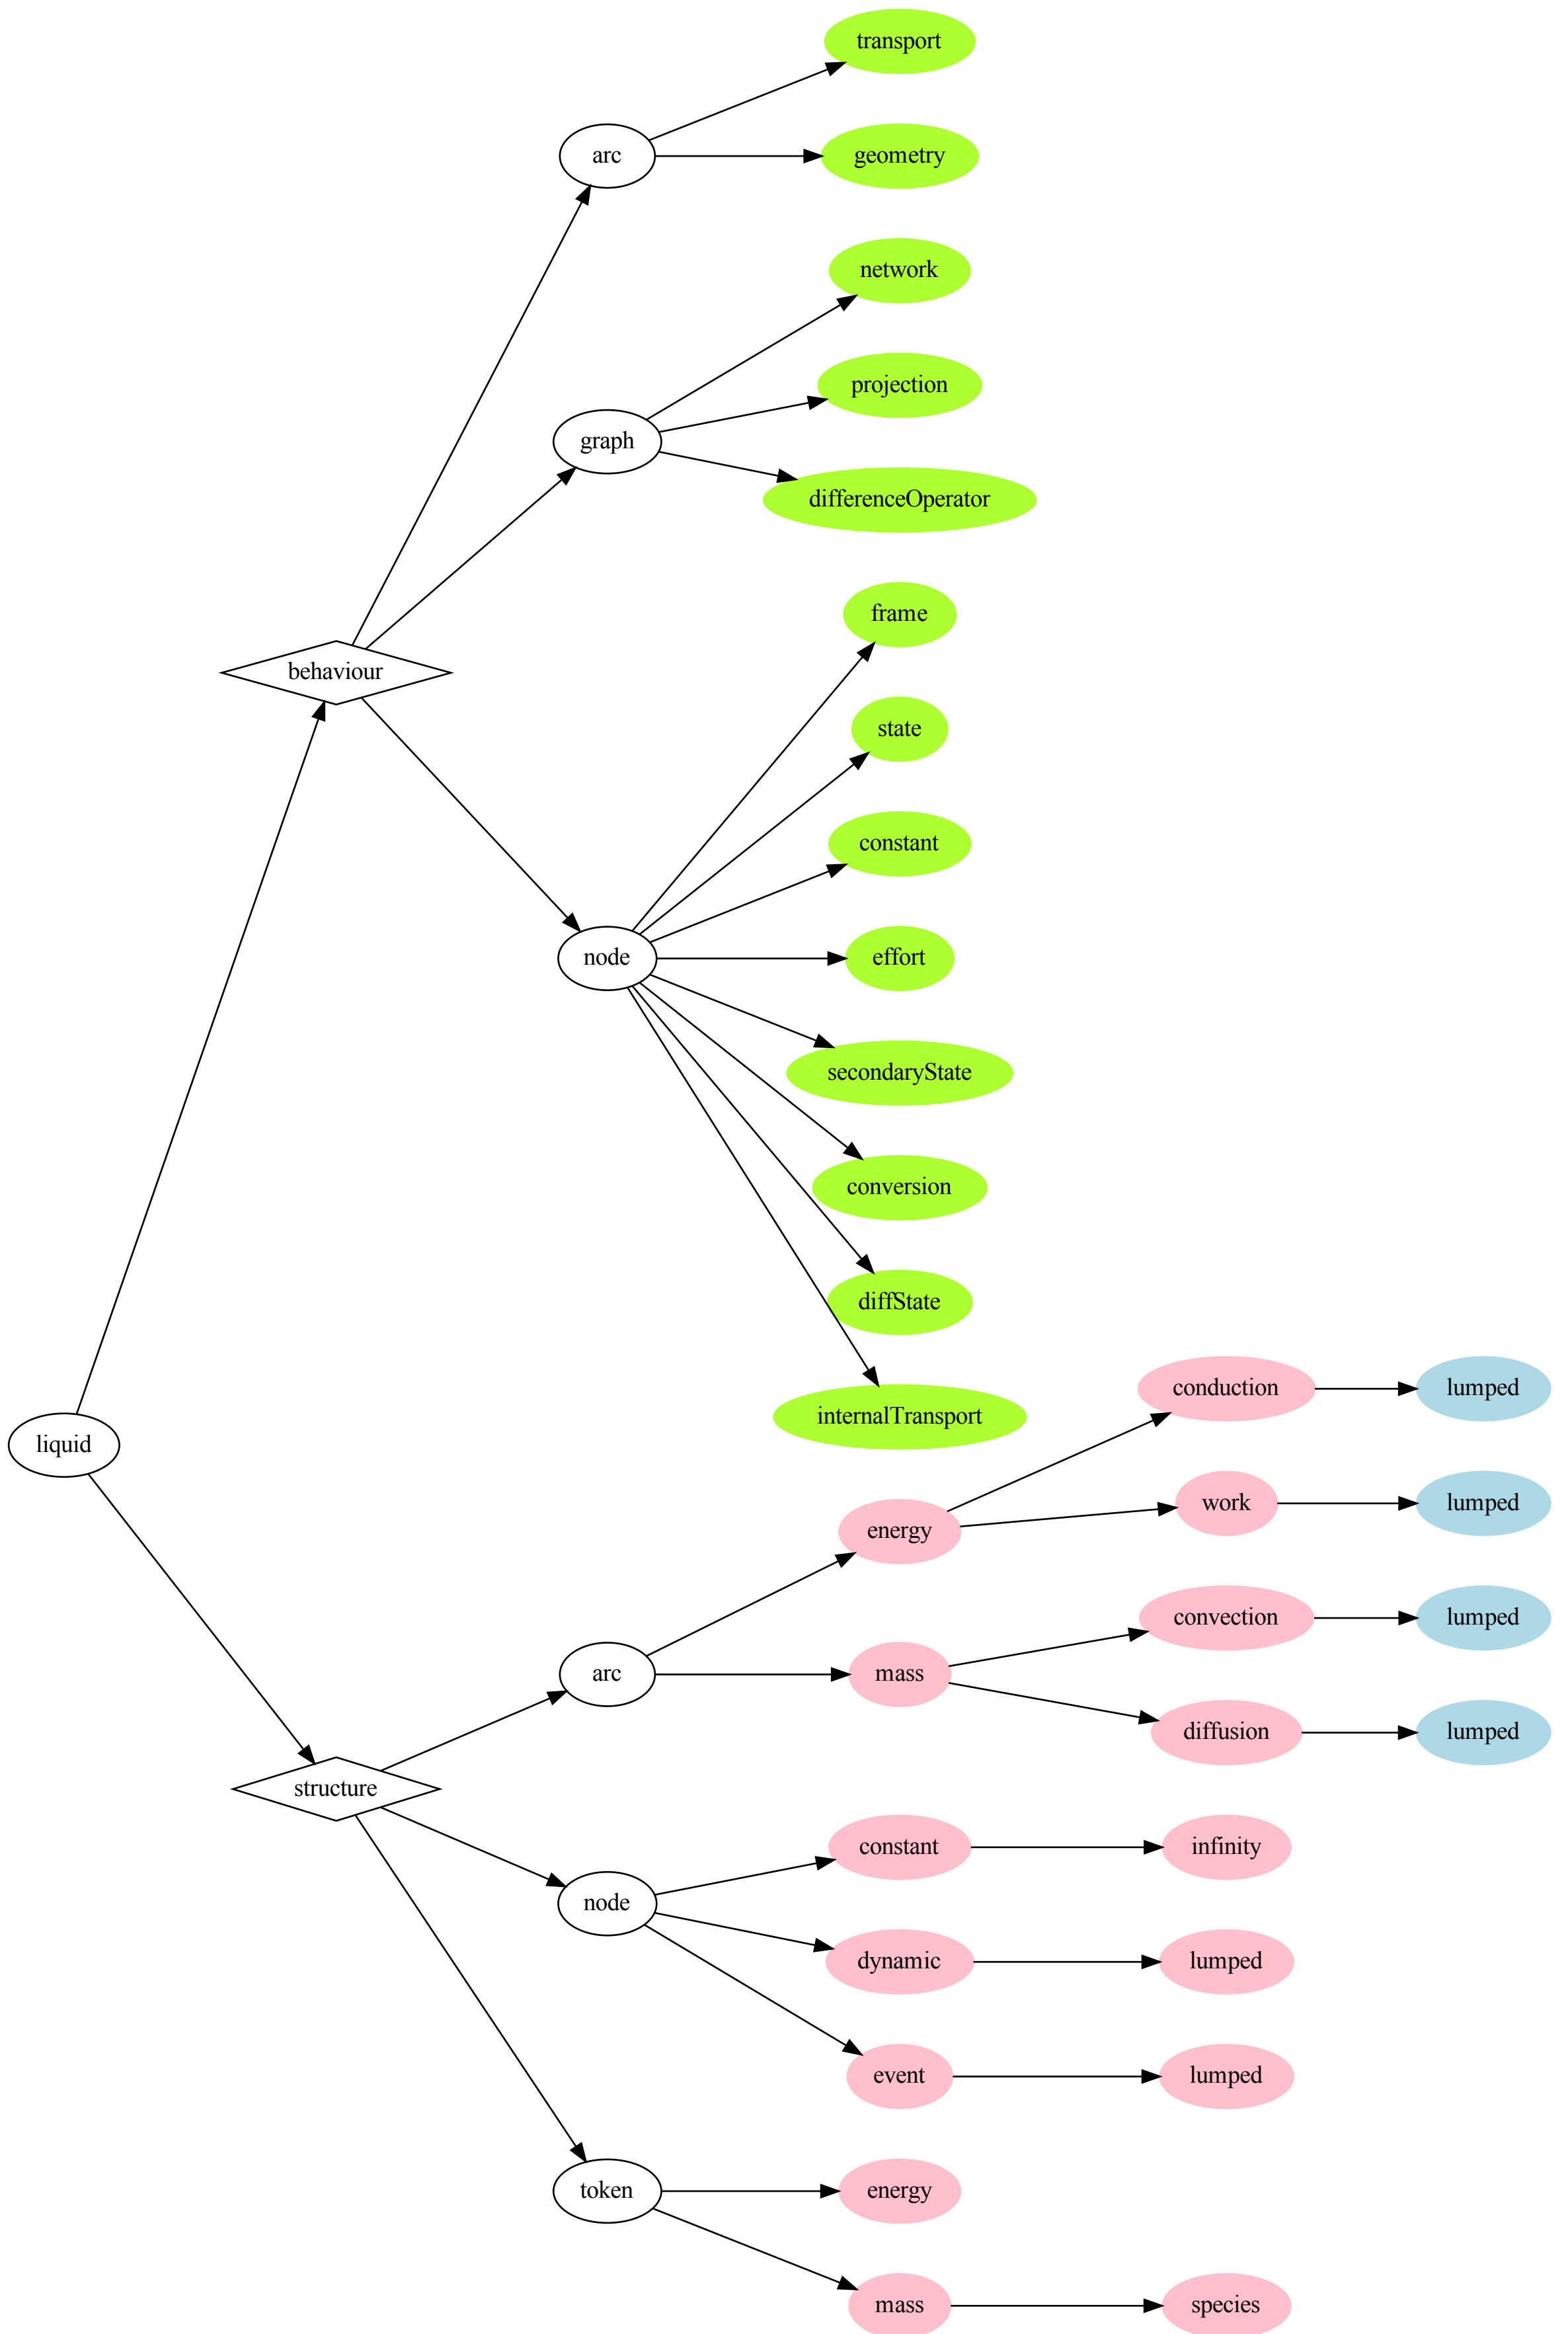 transport
arc
geometry
network
projection
graph
differenceOperator
frame
behaviour
state
constant
effort
node
secondaryState
conversion
diffState
conduction
lumped
internalTransport
liquid
work
lumped
energy
convection
lumped
arc
mass
diffusion
lumped
structure
constant
infinity
node
dynamic
lumped
event
lumped
token
energy
mass
species